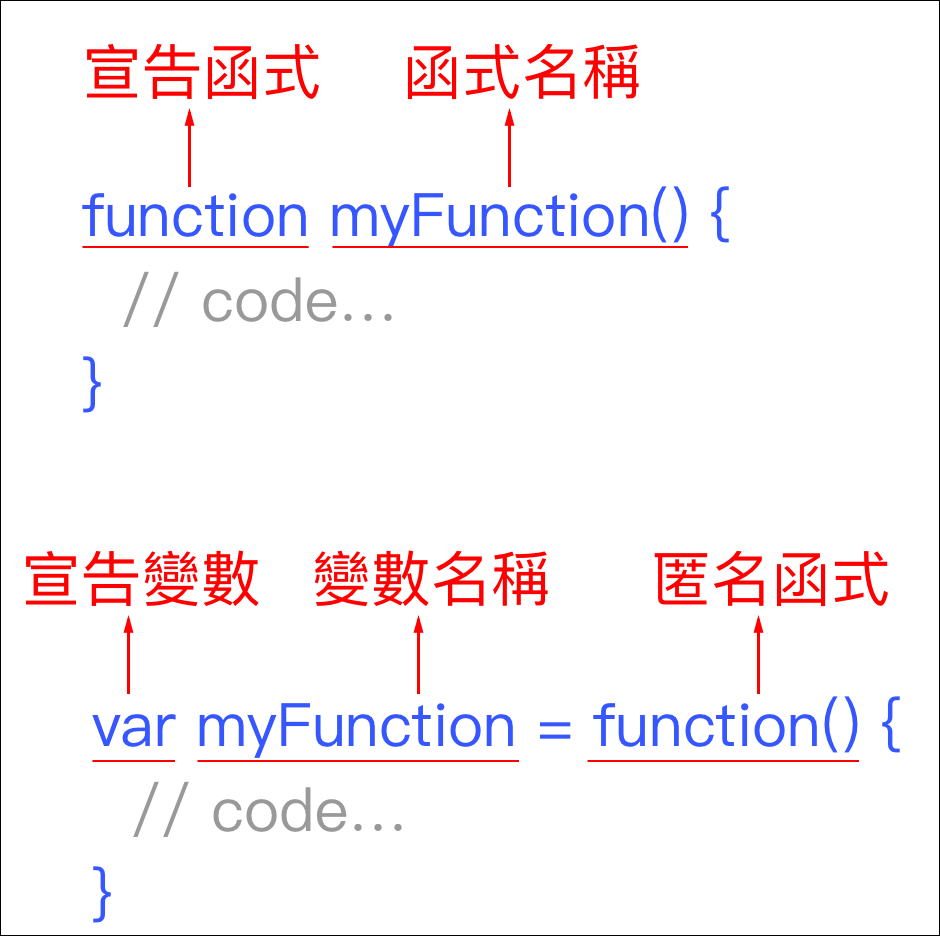 宣告函式 函式名稱
function myFunction() {
// code...
}
宣告變數 變數名稱 匿名函式
var myFunction = function() {
// code...
}